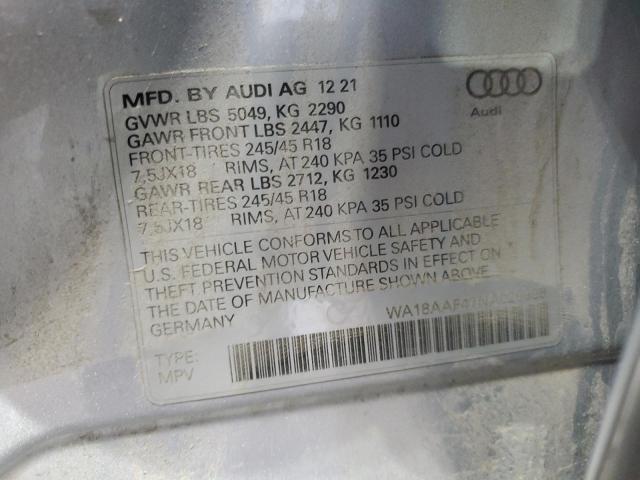 MFD. BY AUDI AG 12 21
Audi
GVWR LBS 5049, KG 2290
GAWR FRONT LBS 2447, KG 1110
FRONT-TIRES 245/45 R18
7,5JX18 RIMS, AT 240 KPA 35 PSI COLD
GAWR REAR LBS 2712, KG 1230
REAR-TIRES 245/45 R18
7,5JX18 RIMS, AT 240 KPA 35 PSI COLD
THIS VEHICLE CONFORMS TO ALL APPLICABLE
U.S. FEDERAL MOTOR VEHICLE SAFETY AND
THEFT PREVENTION STANDARDS IN EFFECT ON
THE DATE OF MANUFACTURE SHOWN ABOVE.
GERMANY
TYPE:
MPV